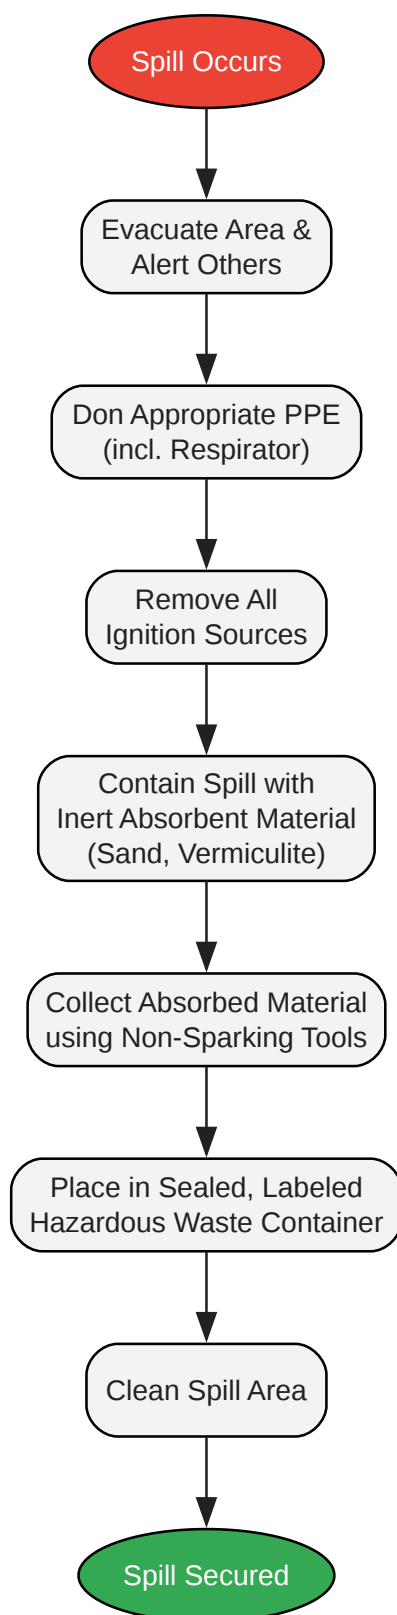 Spill Occurs
Evacuate Area &
Alert Others
Don Appropriate PPE
(incl. Respirator)
Remove All
Ignition Sources
Contain Spill with
Inert Absorbent Material
(Sand, Vermiculite)
Collect Absorbed Material
using Non-Sparking Tools
Place in Sealed, Labeled
Hazardous Waste Container
Clean Spill Area
Spill Secured